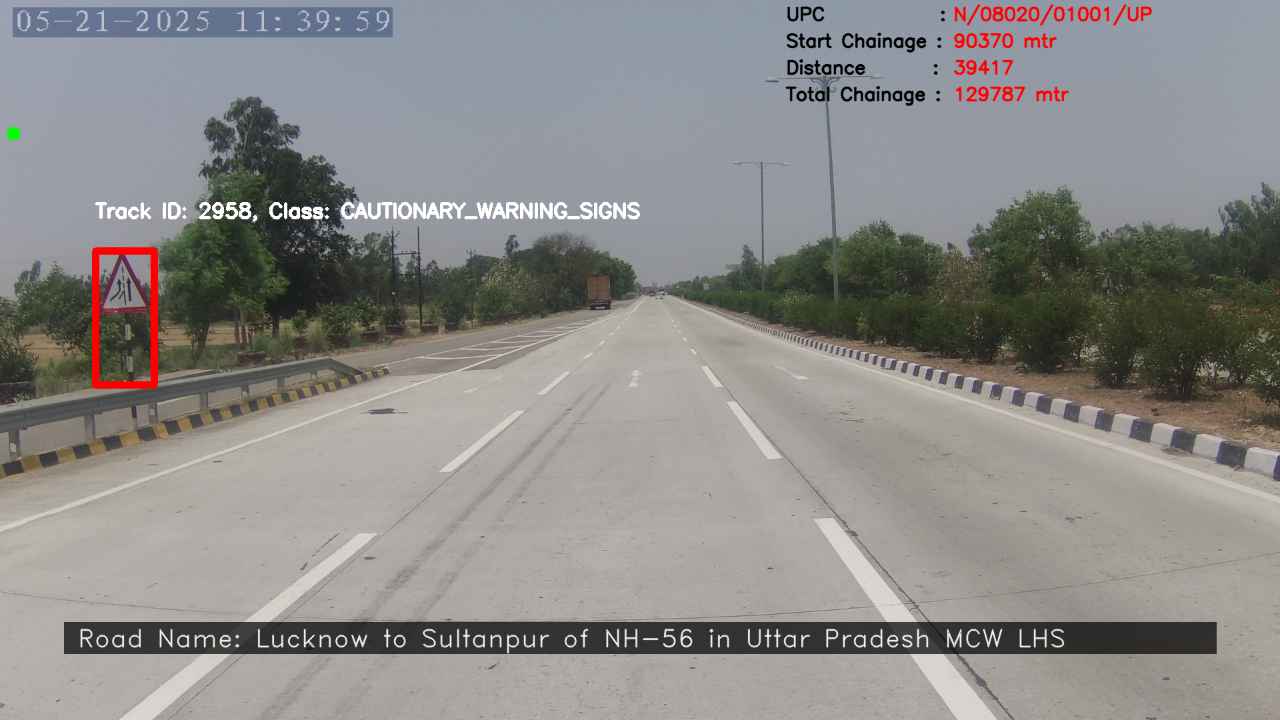 05-21-2025 11:39:59
UPC : N/08020/01001/UP
Start Chainage : 90370 mtr
Distance : 39417
Total Chainage : 129787 mtr
Track ID: 2958, Class: CAUTIONARY_WARNING_SIGNS
Road Name: Lucknow to Sultanpur of NH-56 in Uttar Pradesh MCW LHS